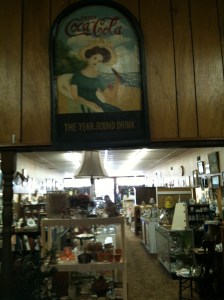 Coca-Cola
THE YEAR ROUND DRINK